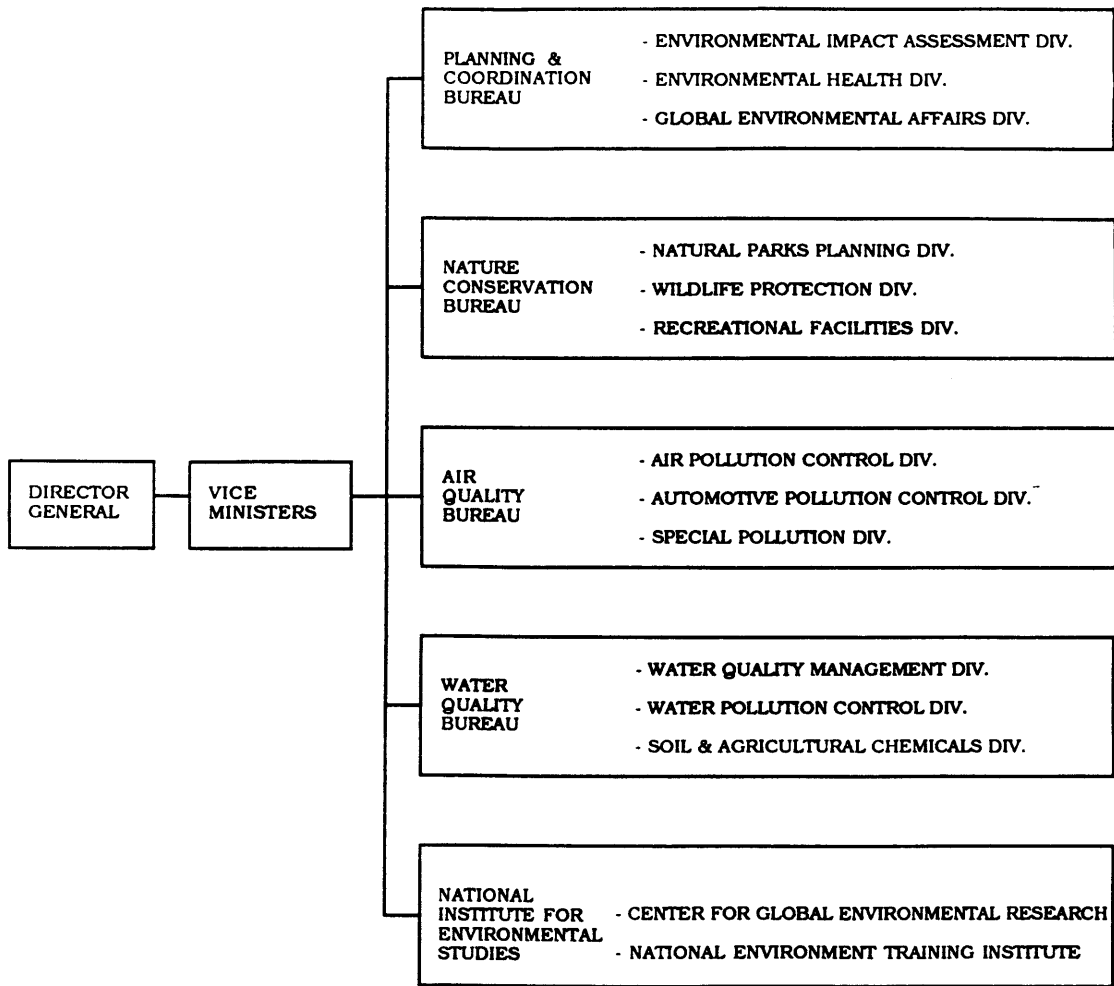 PLANNING &
COORDINATION
BUREAU
- ENVIRONMENTAL IMPACT ASSESSMENT DIV.
- ENVIRONMENTAL HEALTH DIV.
- GLOBAL ENVIRONMENTAL AFFAIRS DIV.
NATURE
CONSERVATION
BUREAU
- NATURAL PARKS PLANNING DIV.
- WILDLIFE PROTECTION DIV.
- RECREATIONAL FACILITIES DIV.
DIRECTOR
GENERAL
VICE
MINISTERS
AIR
QUALITY
BUREAU
- AIR POLLUTION CONTROL DIV.
- AUTOMOTIVE POLLUTION CONTROL DIV.
- SPECIAL POLLUTION DIV.
WATER
QUALITY
BUREAU
- WATER QUALITY MANAGEMENT DIV.
- WATER POLLUTION CONTROL DIV.
- SOIL & AGRICULTURAL CHEMICALS DIV.
NATIONAL
INSTITUTE FOR
ENVIRONMENTAL
STUDIES
- CENTER FOR GLOBAL ENVIRONMENTAL RESEARCH
- NATIONAL ENVIRONMENT TRAINING INSTITUTE